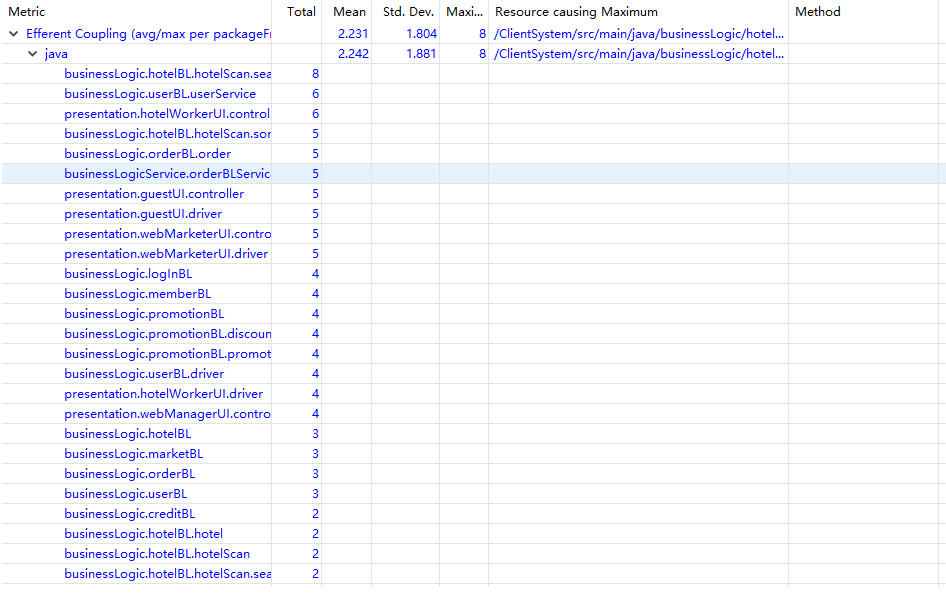 Metric Total Mean Std. Dev. Maxi... Resource causing Maximum Method
Efferent Coupling (avg/max per packageFr 2.231 1.804 8 /ClientSystem/src/main/java/businessLogic/hotel...
java 2.242 1.881 8 /ClientSystem/src/main/java/businessLogic/hotel...
businessLogic.hotelBL.hotelScan.sea 8
businessLogic.userBL.userService 6
presentation.hotelWorkerUI.control 6
businessLogic.hotelBL.hotelScan.sor 5
businessLogic.orderBL.order 5
businessLogicService.orderBLServic 5
presentation.guestUI.controller 5
presentation.guestUI.driver 5
presentation.webMarketerUI.contro 5
presentation.webMarketerUI.driver 5
businessLogic.logInBL 4
businessLogic.memberBL 4
businessLogic.promotionBL 4
businessLogic.promotionBL.discoun 4
businessLogic.promotionBL.promot 4
businessLogic.userBL.driver 4
presentation.hotelWorkerUI.driver 4
presentation.webManagerUI.contro 4
businessLogic.hotelBL 3
businessLogic.marketBL 3
businessLogic.orderBL 3
businessLogic.userBL 3
businessLogic.creditBL 2
businessLogic.hotelBL.hotel 2
businessLogic.hotelBL.hotelScan 2
businessLogic.hotelBL.hotelScan.sea 2